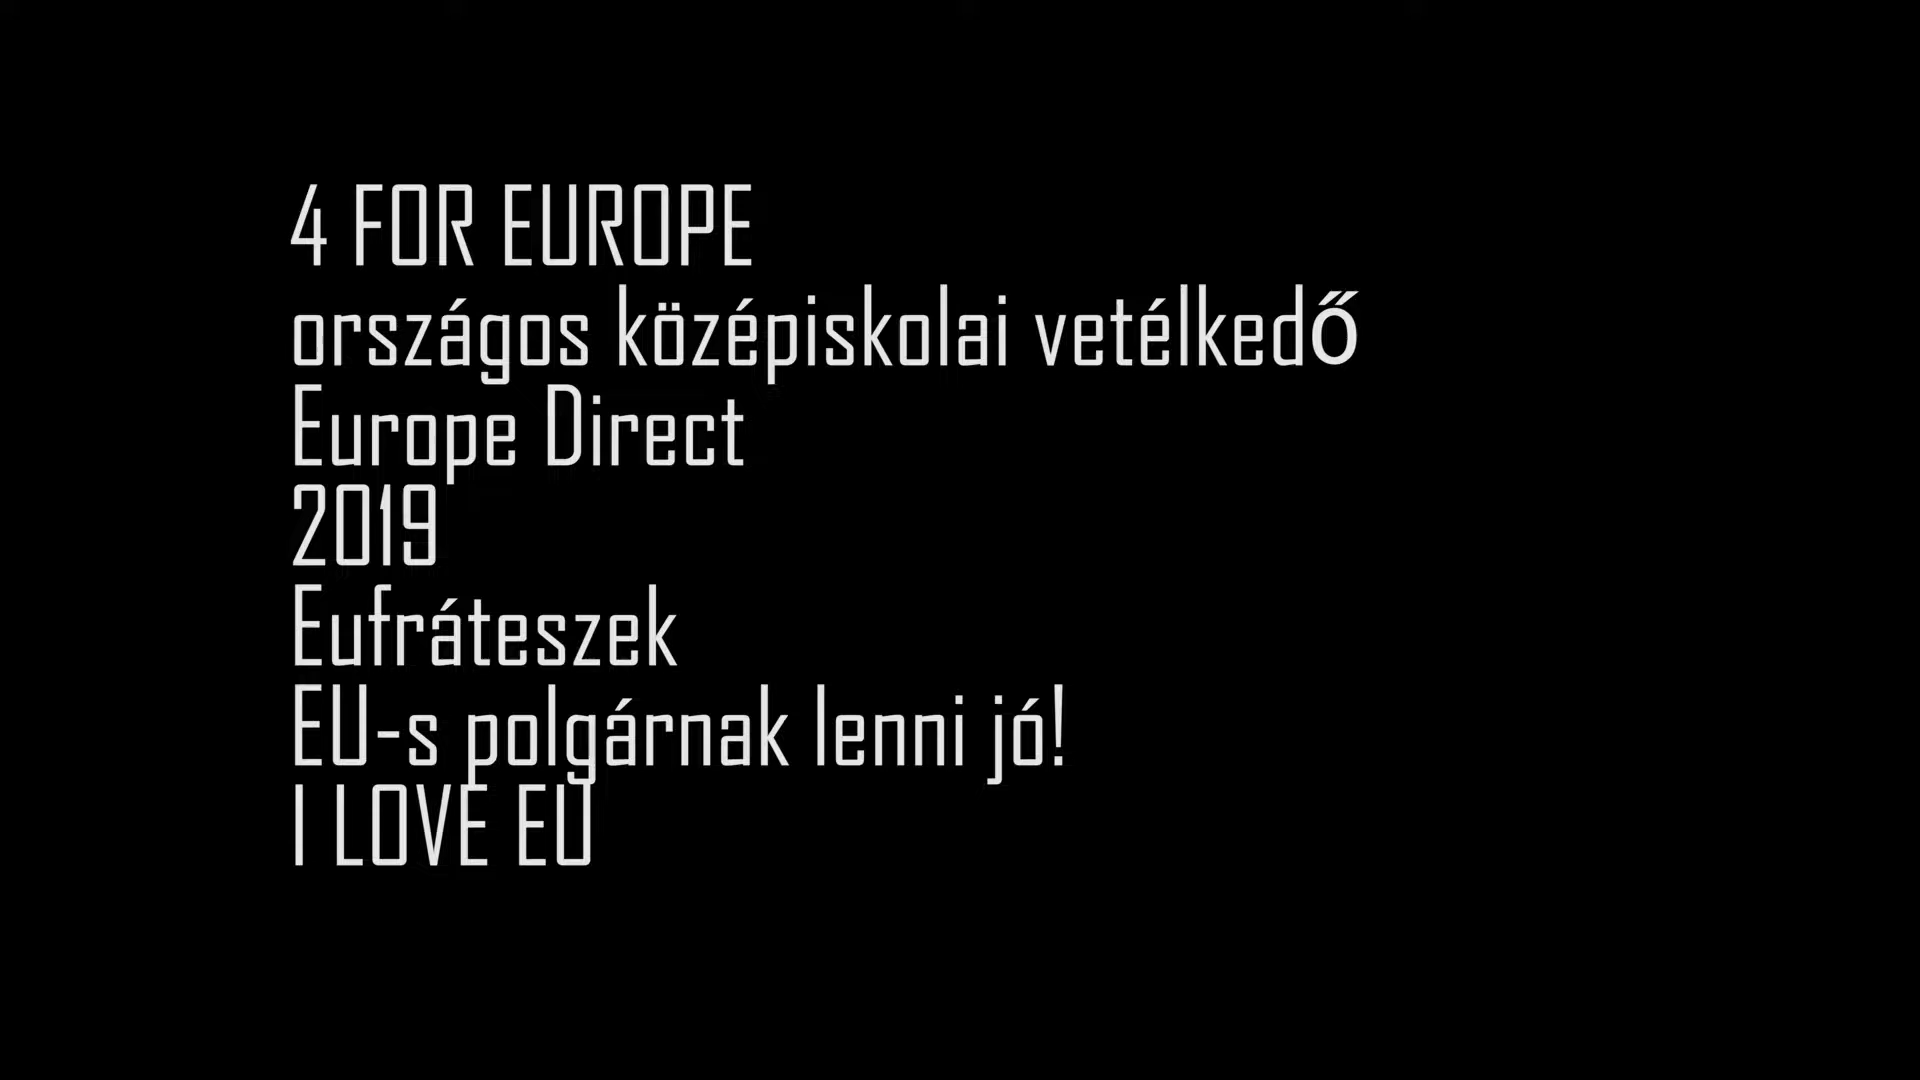 4 FOR EUROPE
országos középiskolai vetélkedő
Europe Direct
2019
Eufráteszek
EU-s polgárnak lenni jó!
I LOVE EU